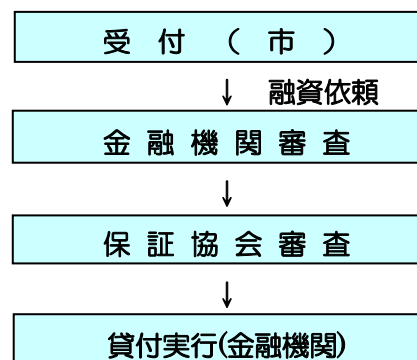 受付(市)
↓ 融資依頼
金融機関審査
↓
保証協会審査
↓
貸付実行(金融機関)